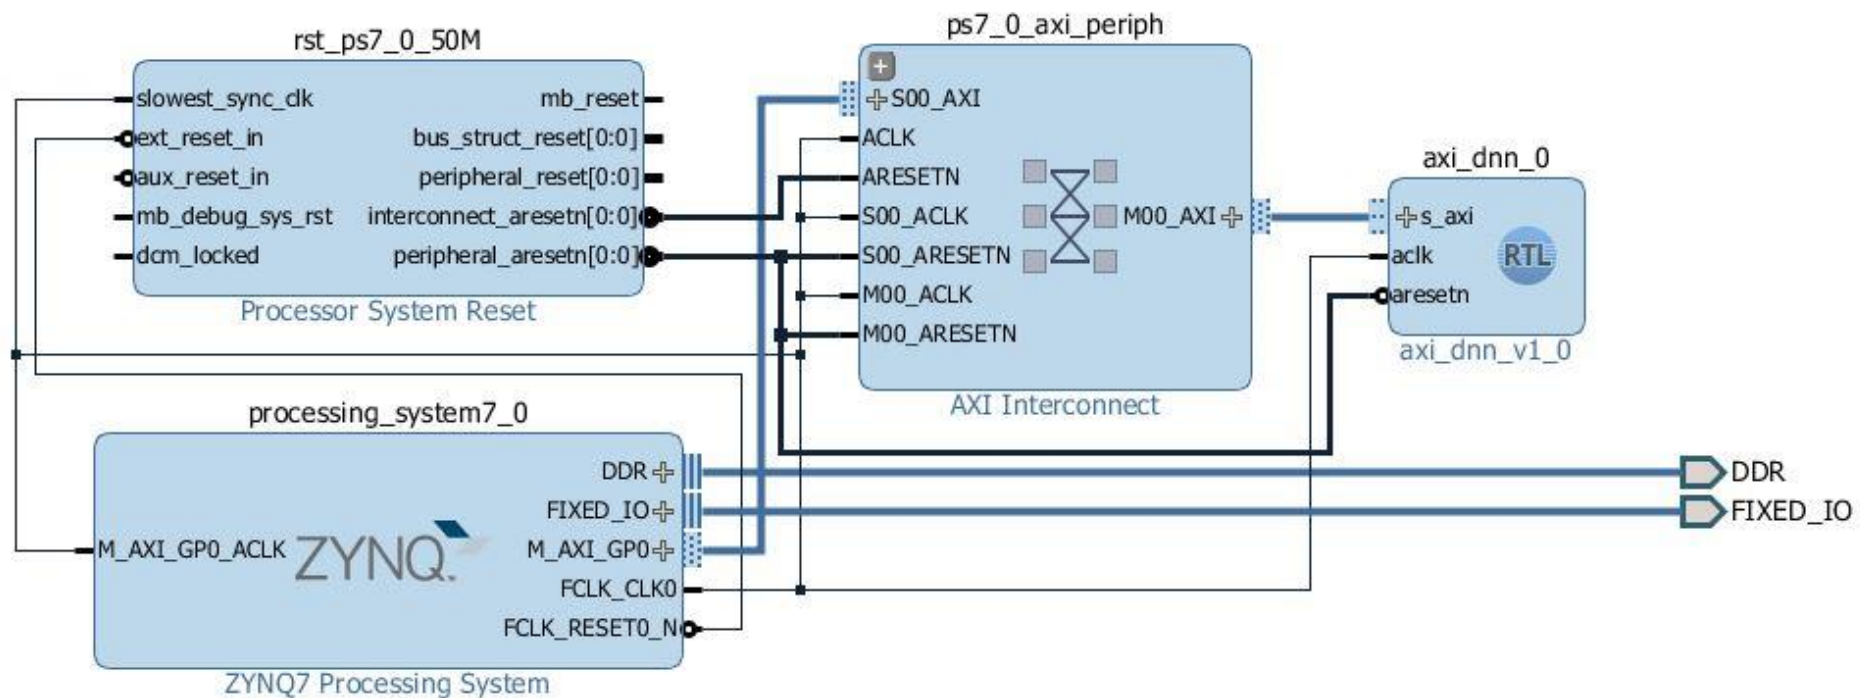 rst_ps7_0_50M
slowest_sync_clk
mb_reset
ext_reset_in
bus_struct_reset[0:0]
aux_reset_in
peripheral_reset[0:0]
mb_debug_sys_rst
interconnect_aresetn[0:0]
dcm_locked
peripheral_aresetn[0:0]
Processor System Reset
ps7_0_axi_periph
S00_AXI
ACLK
ARESETN
S00_ACLK
M00_AXI
S00_ARESETN
M00_ACLK
M00_ARESETN
AXI Interconnect
axi_dnn_0
s_axi
aclk
RTL
aresetn
axi_dnn_v1_0
processing_system7_0
DDR
FIXED_IO
M_AXI_GP0_ACLK
ZYNQ.
M_AXI_GP0
FCLK_CLK0
FCLK_RESET0_N
ZYNQ7 Processing System
DDR
FIXED_IO